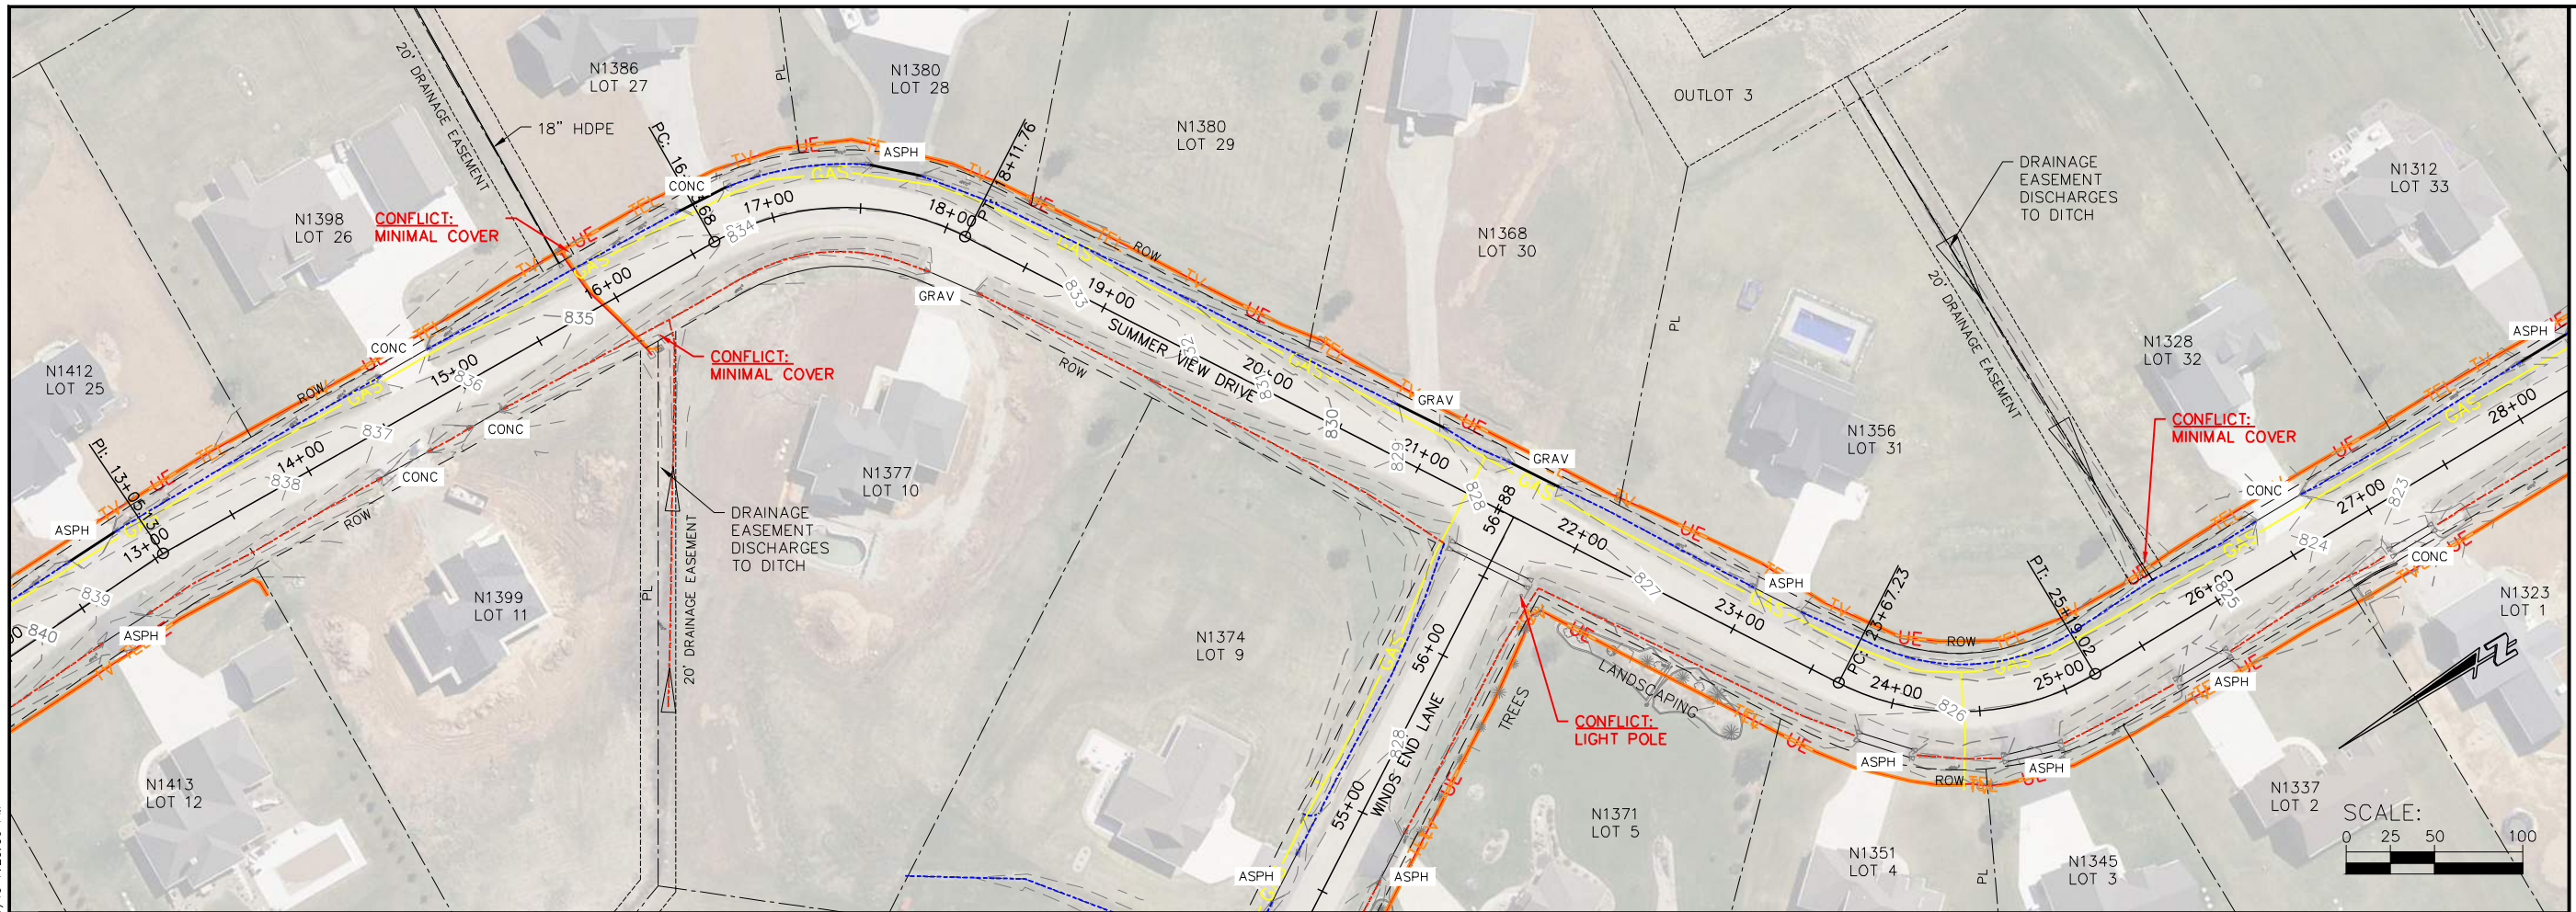 20' DRAINAGE EASEMENT
18" HDPE
N1386
LOT 27
PL
N1380
LOT 28
N1380
LOT 29
OUTLOT 3
DRAINAGE
EASEMENT
DISCHARGES
TO DITCH
N1312
LOT 33
N1398
LOT 26
CONFLICT:
MINIMAL COVER
CONC
ASPH
PT: 18+11.76
TV
UE
TEL
GAS
ROW
N1368
LOT 30
PL
20' DRAINAGE EASEMENT
N1328
LOT 32
ASPH
N1412
LOT 25
CONC
ROW
PI: 13+05.13
ASPH
13+00
14+00
15+00
16+00
17+00
18+00
19+00
20+00
21+00
22+00
23+00
24+00
25+00
26+00
27+00
28+00
840
839
838
837
836
835
834
833
832
831
830
829
828
827
826
825
824
823
GRAV
SUMMER VIEW DRIVE
ROW
CONFLICT:
MINIMAL COVER
CONC
CONC
ROW
N1377
LOT 10
DRAINAGE
EASEMENT
DISCHARGES
TO DITCH
20' DRAINAGE EASEMENT
PL
N1399
LOT 11
ASPH
N1413
LOT 12
N1374
LOT 9
GRAV
GRAV
N1356
LOT 31
CONFLICT:
MINIMAL COVER
CONC
ASPH
PC: 23+67.23
PT: 25+19.02
ROW
56+88
56+00
55+00
828
WINDS END LANE
TREES
LANDSCAPING
CONFLICT:
LIGHT POLE
N1371
LOT 5
ASPH
ASPH
ASPH
ROW
ASPH
N1351
LOT 4
PL
N1345
LOT 3
N1337
LOT 2
ASPH
CONC
N1323
LOT 1
N
SCALE:
0 25 50 100